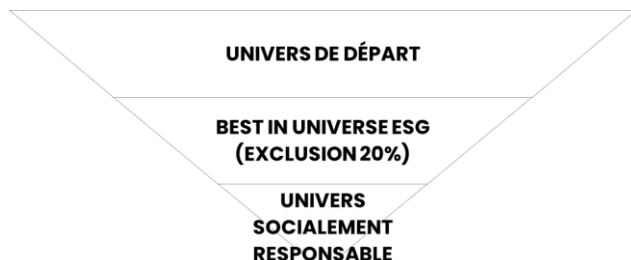 UNIVERS DE DÉPART
BEST IN UNIVERSE ESG
(EXCLUSION 20%)
UNIVERS
SOCIALEMENT
RESPONSABLE